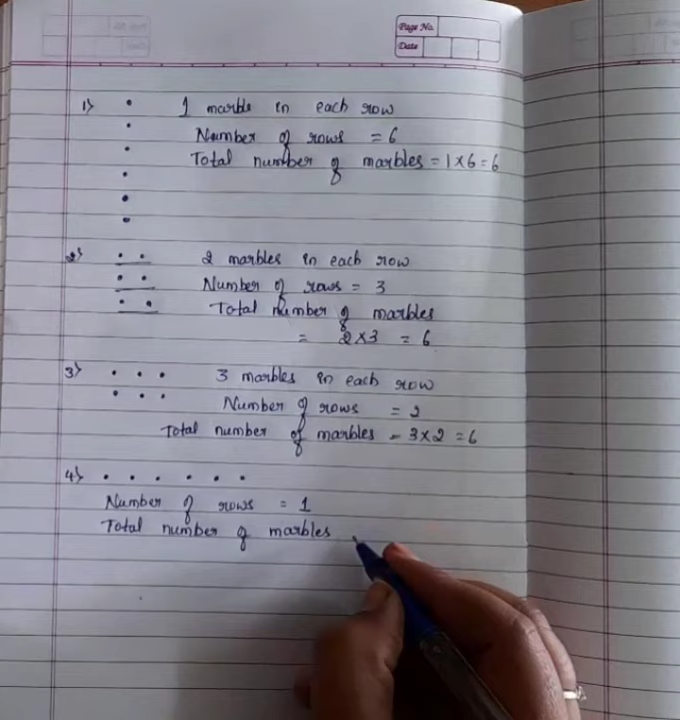 Page No.
Date
1) 1 marble in each row
Number of rows = 6
Total number of marbles = 1 × 6 = 6
2) 2 marbles in each row
Number of rows = 3
Total number of marbles
= 2 × 3 = 6
3) 3 marbles in each row
Number of rows = 2
Total number of marbles = 3 × 2 = 6
4)
Number of rows = 1
Total number of marbles